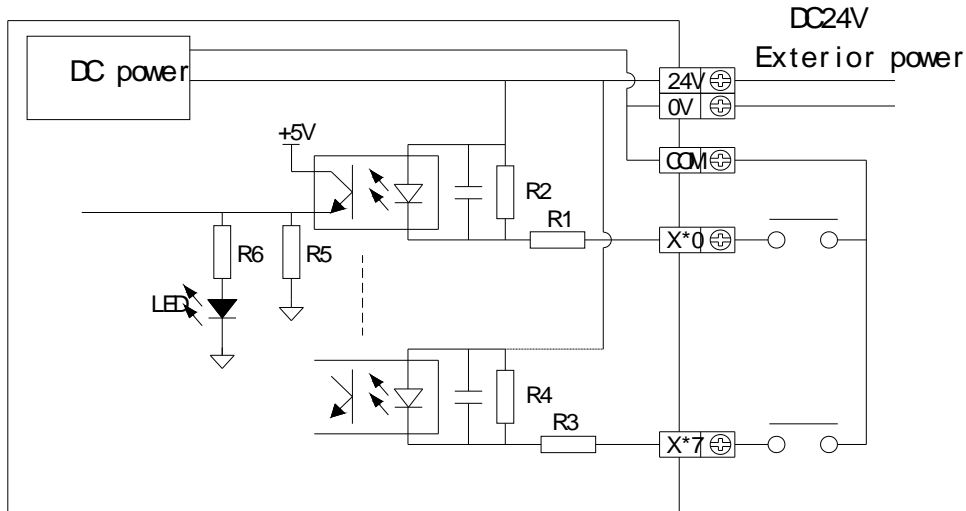 DC24V
Exterior power
DC power
24V
0V
+5V
COM
R2
R1
X*0
R6
R5
LED
R4
R3
X*7